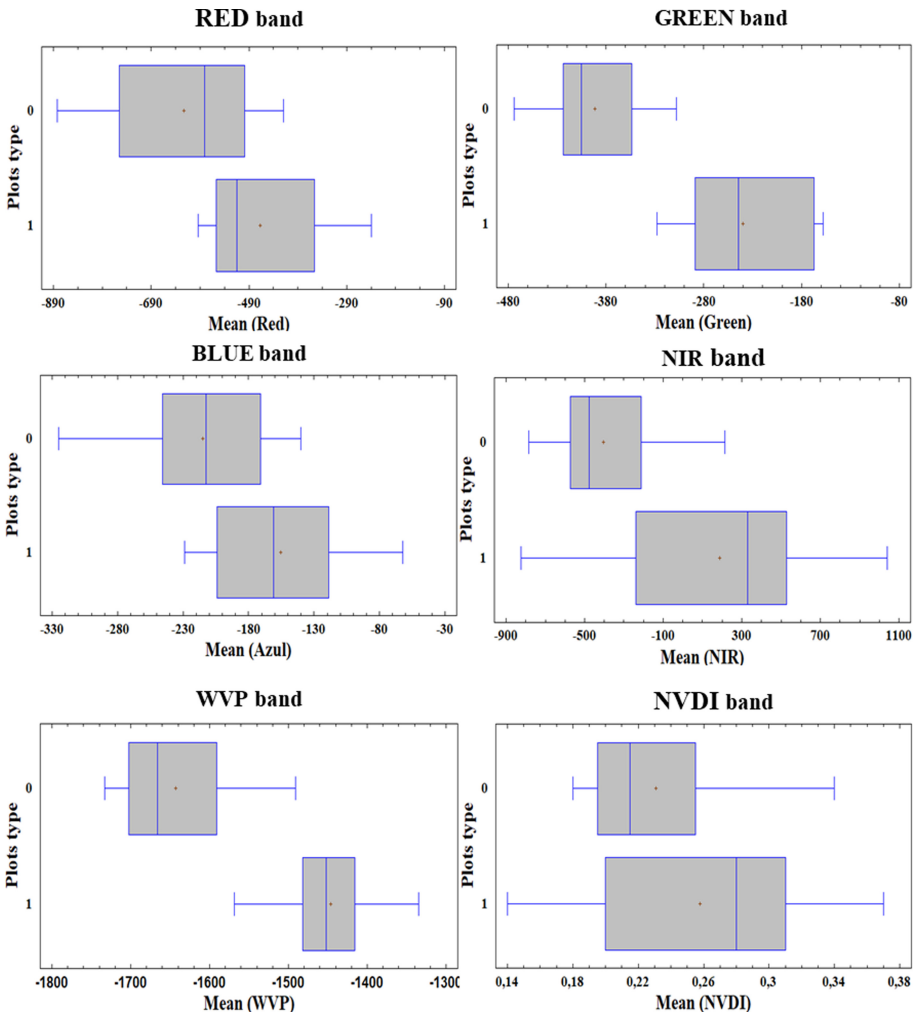 RED band
GREEN band
Plots type
0
1
-890 -690 -490 -290 -90
Mean (Red)
Plots type
0
1
-480 -380 -280 -180 -80
Mean (Green)
BLUE band
NIR band
Plots type
0
1
-330 -280 -230 -180 -130 -80 -30
Mean (Azul)
Plots type
0
1
-900 -500 -100 300 700 1100
Mean (NIR)
WVP band
NVDI band
Plots type
0
1
-1800 -1700 -1600 -1500 -1400 -1300
Mean (WVP)
Plots type
0
1
0,14 0,18 0,22 0,26 0,3 0,34 0,38
Mean (NVDI)